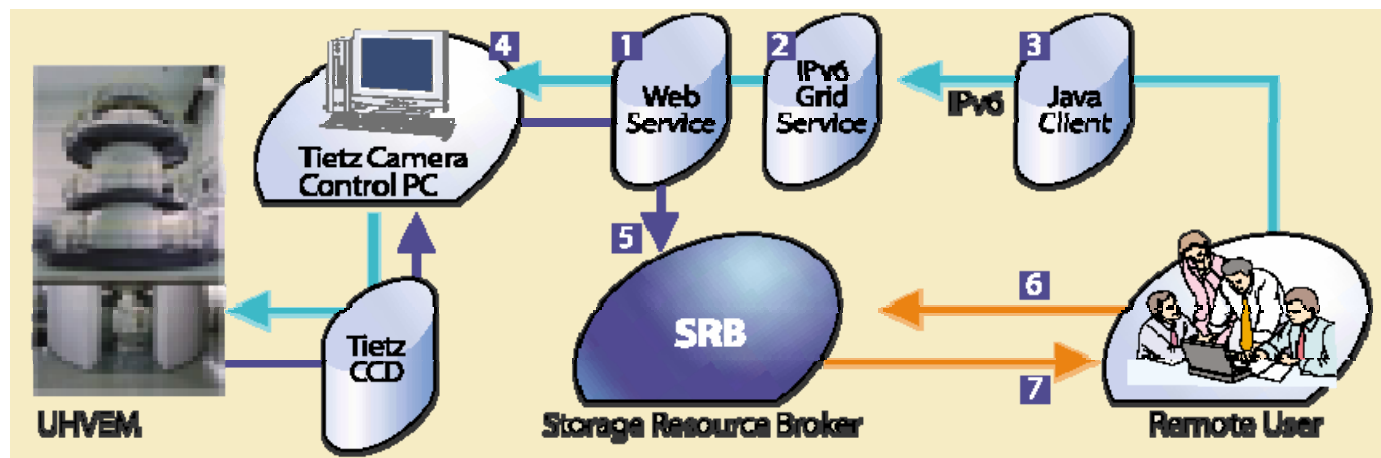 4
1
2
3
IPv6
Grid
Service
Web
Service
IPv6
Java
Client
Tietz Camera
Control PC
5
6
SRB
Tietz
CCD
7
UHVEM
Storage Resource Broker
Remote User